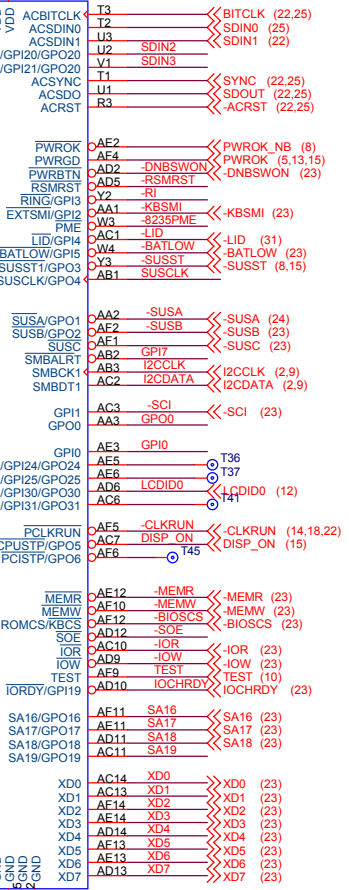 VDD
VDD
ACBITCLK T3 BITCLK (22,25)
ACSDIN0 T2 SDIN0 (25)
ACSDIN1 U3 SDIN1 (22)
/GPI20/GPO20 U2 SDIN2
/GPI21/GPO20 V1 SDIN3
ACSYNC T1 SYNC (22,25)
ACSDO U1 SDOUT (22,25)
ACRST R3 -ACRST (22,25)
PWROK AE2 PWROK_NB (8)
PWRGD AF4 PWROK (5,13,15)
PWRBTN AD2 -DNBSWON -DNBSWON (23)
RSMRST AD5 -RSMRST
RING/GPI3 Y2 -RI
EXTSMI/GPI2 AA1 -KBSMI -KBSMI (23)
PME W3 -8235PME
LID/GPI4 AC1 -LID -LID (31)
BATLOW/GPI5 W4 -BATLOW -BATLOW (23)
SUSST1/GPO3 Y3 -SUSST -SUSST (8,15)
SUSCLK/GPO4 AB1 SUSCLK
SUSA/GPO1 AA2 -SUSA -SUSA (24)
SUSB/GPO2 AF2 -SUSB -SUSB (23)
SUSC AF1 -SUSC (23)
SMBALRT AB2 GPI7
SMBCK1 AB3 I2CCLK I2CCLK (2,9)
SMBDT1 AC2 I2CDATA I2CDATA (2,9)
GPI1 AC3 -SCI -SCI (23)
GPO0 AA3 GPO0
GPI0 AE3 GPI0
/GPI24/GPO24 AE5 T36
/GPI25/GPO25 AE6 T37
/GPI30/GPO30 AD6 LCDID0 LCDID0 (12)
/GPI31/GPO31 AC6 T41
PCLKRUN AF5 -CLKRUN -CLKRUN (14,18,22)
CPUSTP/GPO5 AC7 DISP_ON DISP_ON (15)
PCISTP/GPO6 AF6 T45
MEMR AE12 -MEMR -MEMR (23)
MEMW AF10 -MEMW -MEMW (23)
ROMCS/KBCS AF12 -BIOSCS -BIOSCS (23)
SOE AD12 -SOE
IOR AC10 -IOR -IOR (23)
IOW AD9 -IOW -IOW (23)
TEST AF9 TEST TEST (10)
IORDY/GPI19 AD10 IOCHRDY IOCHRDY (23)
SA16/GPO16 AF11 SA16 SA16 (23)
SA17/GPO17 AE11 SA17 SA17 (23)
SA18/GPO18 AD11 SA18 SA18 (23)
SA19/GPO19 AC11 SA19
XD0 AC14 XD0 XD0 (23)
XD1 AC13 XD1 XD1 (23)
XD2 AF14 XD2 XD2 (23)
XD3 AE14 XD3 XD3 (23)
XD4 AD14 XD4 XD4 (23)
XD5 AF13 XD5 XD5 (23)
XD6 AE13 XD6 XD6 (23)
XD7 AD13 XD7 XD7 (23)
GND
GND
GND